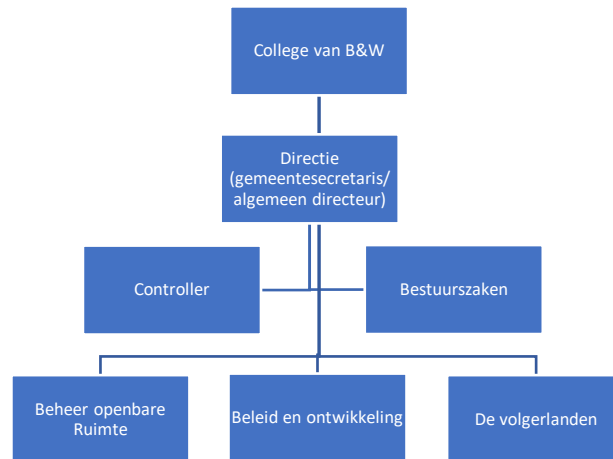 College van B&W
Directie
(gemeentesecretaris/
algemeen directeur)
Controller
Bestuurszaken
Beheer openbare
Ruimte
Beleid en ontwikkeling
De volgerlanden